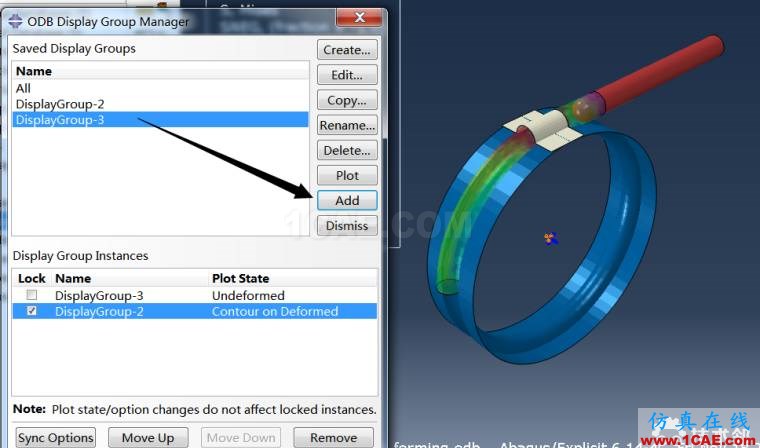 ODB Display Group Manager
Saved Display Groups
Create...
Name
Edit...
All
DisplayGroup-2
Copy...
DisplayGroup-3
Rename...
Delete...
Plot
Add
Dismiss
1CAE.COM
Display Group Instances
Lock Name Plot State
DisplayGroup-3 Undeformed
DisplayGroup-2 Contour on Deformed
Note: Plot state/option changes do not affect locked instances.
Sync Options Move Up Move Down Remove
forming.odb Abaqus/Explicit 6.14
仿真在线
www.1CAE.com